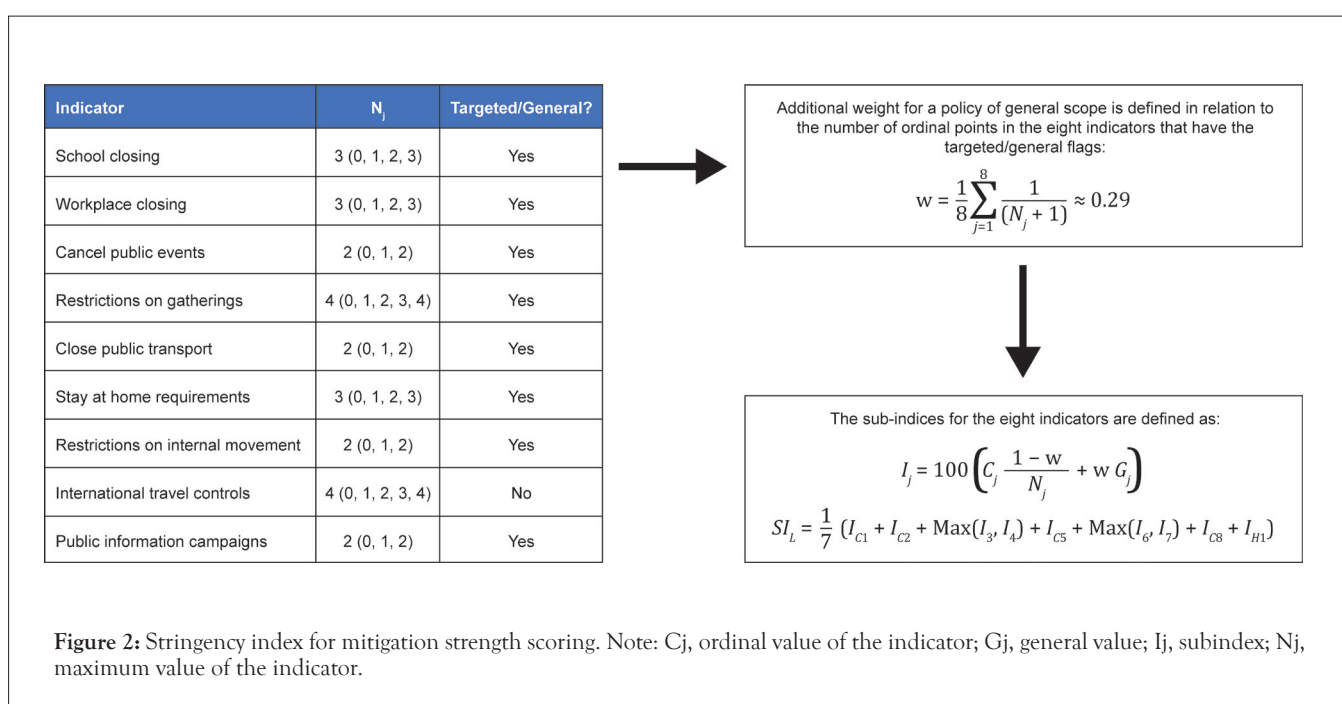 Indicator N_j Targeted/General?
School closing 3 (0, 1, 2, 3) Yes
Workplace closing 3 (0, 1, 2, 3) Yes
Cancel public events 2 (0, 1, 2) Yes
Restrictions on gatherings 4 (0, 1, 2, 3, 4) Yes
Close public transport 2 (0, 1, 2) Yes
Stay at home requirements 3 (0, 1, 2, 3) Yes
Restrictions on internal movement 2 (0, 1, 2) Yes
International travel controls 4 (0, 1, 2, 3, 4) No
Public information campaigns 2 (0, 1, 2) Yes
Additional weight for a policy of general scope is defined in relation to
the number of ordinal points in the eight indicators that have the
targeted/general flags:
w = 1/8 ∑_{j=1}^{8} 1/(N_j + 1) ≈ 0.29
The sub-indices for the eight indicators are defined as:
I_j = 100 (C_j (1 − w)/N_j + w G_j)
SI_L = 1/7 (I_C1 + I_C2 + Max(I_3, I_4) + I_C5 + Max(I_6, I_7) + I_C8 + I_H1)
Figure 2: Stringency index for mitigation strength scoring. Note: Cj, ordinal value of the indicator; Gj, general value; Ij, subindex; Nj,
maximum value of the indicator.